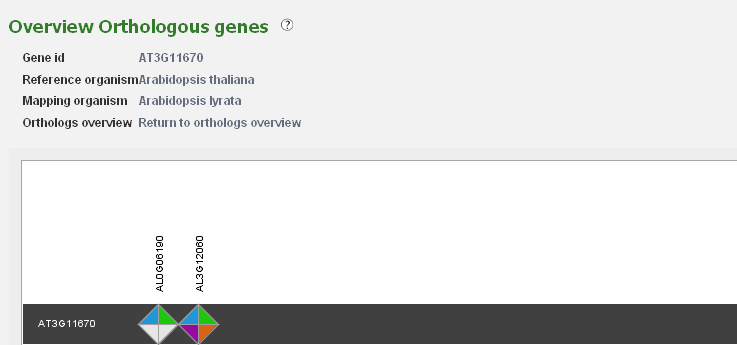 Overview Orthologous genes ?
Gene id AT3G11670
Reference organism Arabidopsis thaliana
Mapping organism Arabidopsis lyrata
Orthologs overview Return to orthologs overview
AL0G06190
AL3G12060
AT3G11670